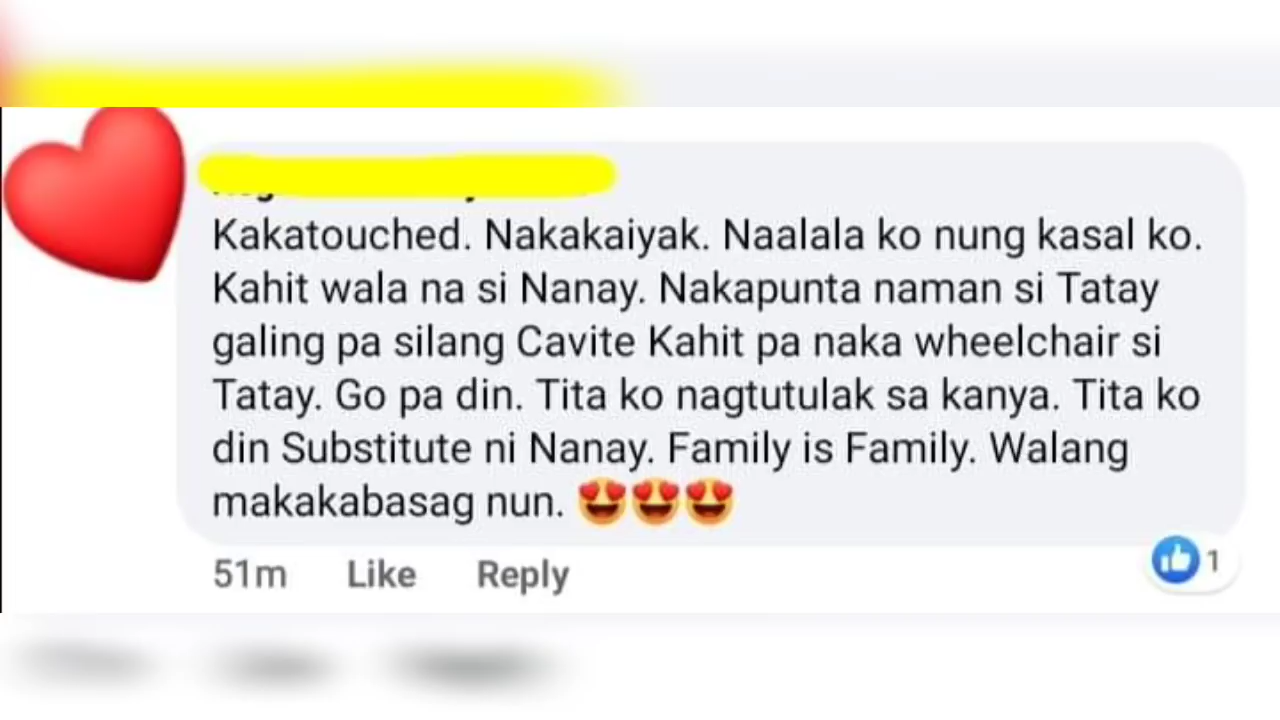 Kakatouched. Nakakaiyak. Naalala ko nung kasal ko.
Kahit wala na si Nanay. Nakapunta naman si Tatay
galing pa silang Cavite Kahit pa naka wheelchair si
Tatay. Go pa din. Tita ko nagtutulak sa kanya. Tita ko
din Substitute ni Nanay. Family is Family. Walang
makakabasag nun. 😍😍😍
51m Like Reply 1